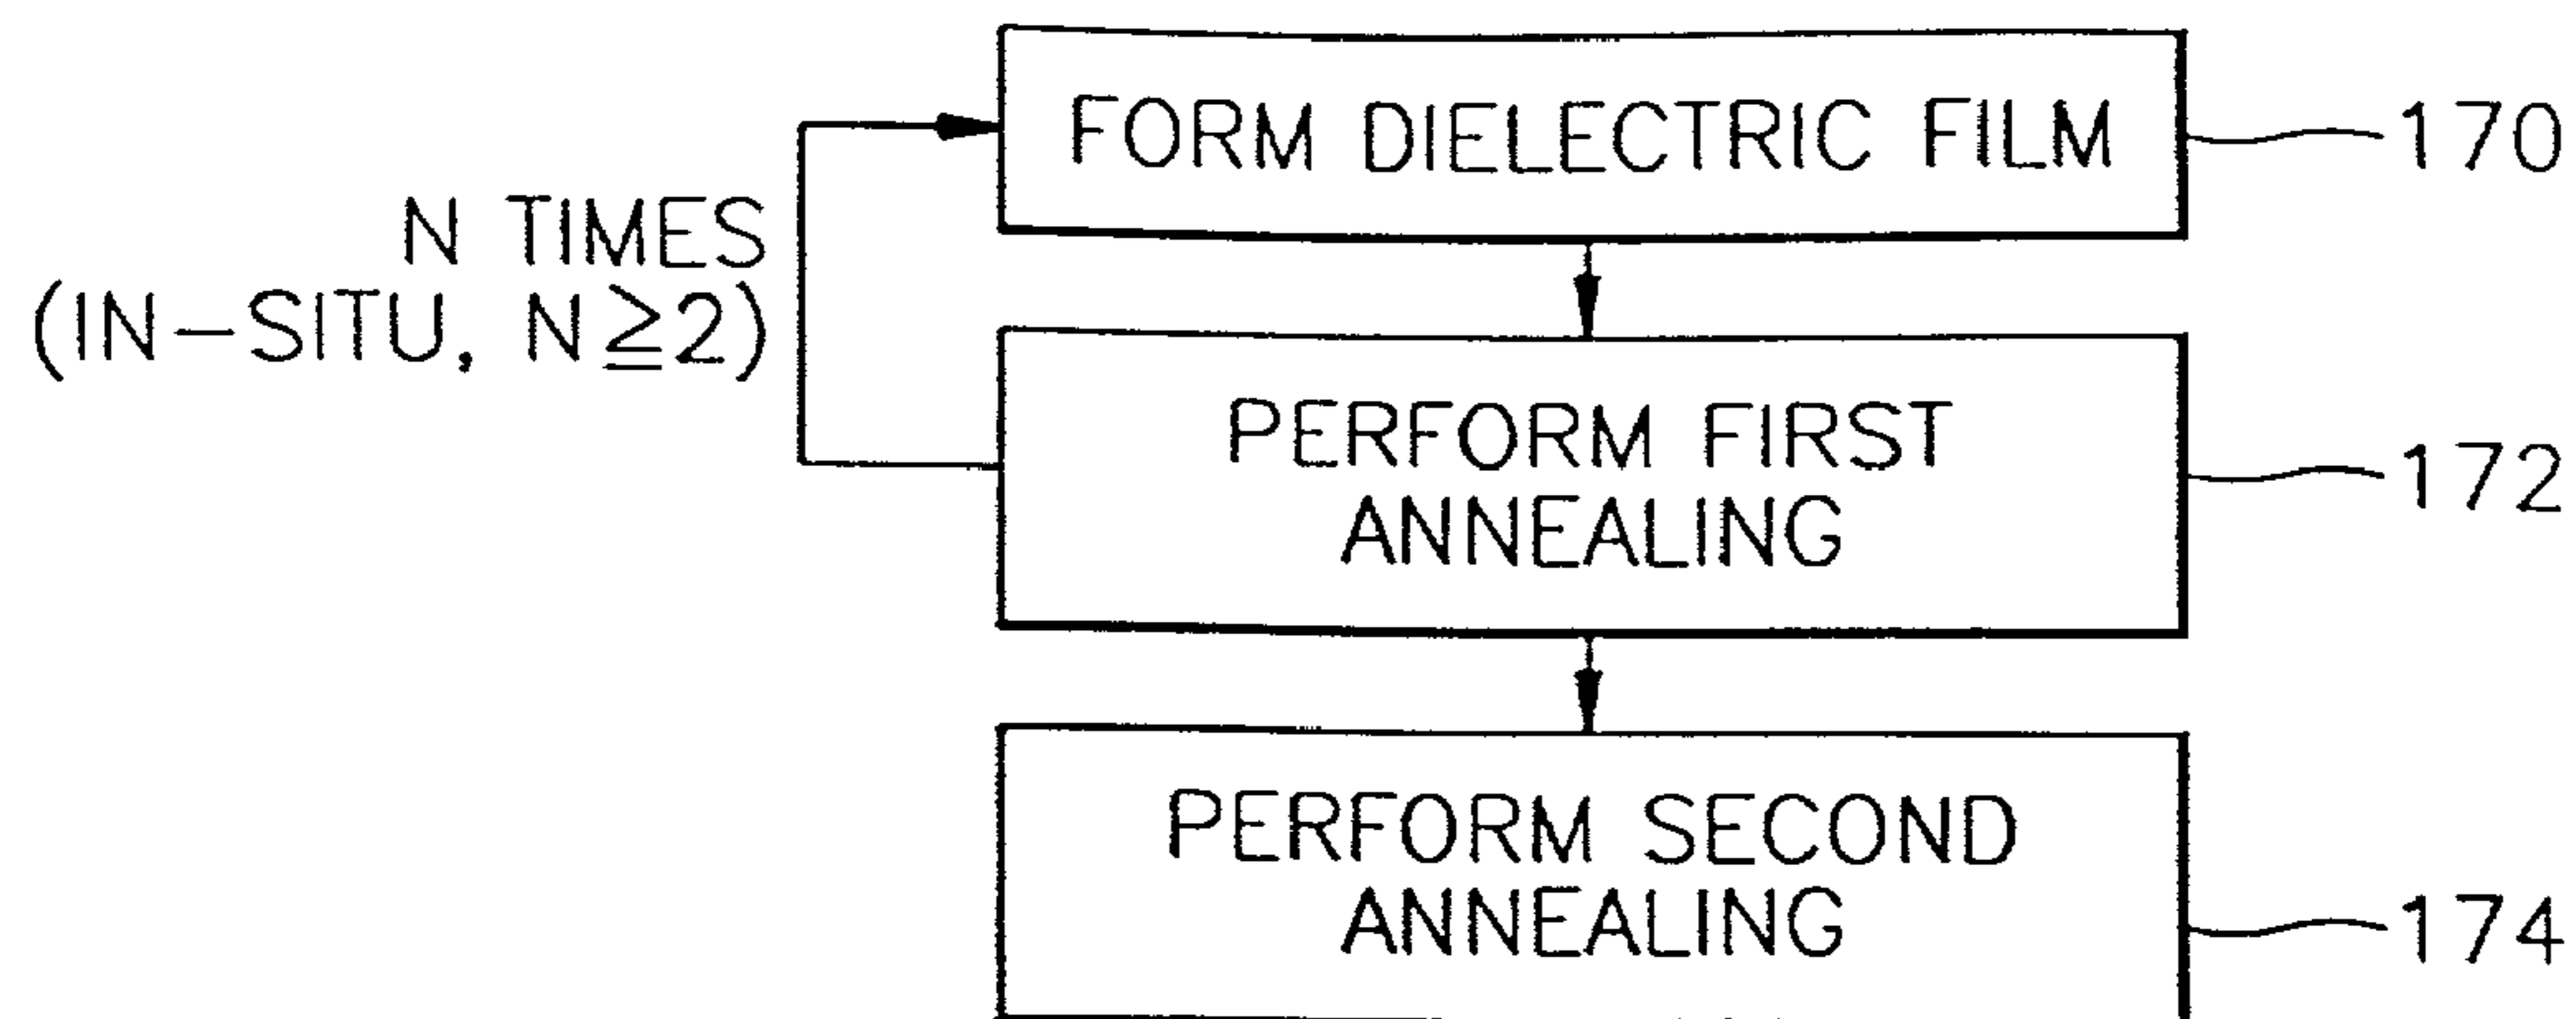 FORM DIELECTRIC FILM
170
N TIMES
(IN-SITU, N≧2)
PERFORM FIRST
ANNEALING
172
PERFORM SECOND
ANNEALING
174